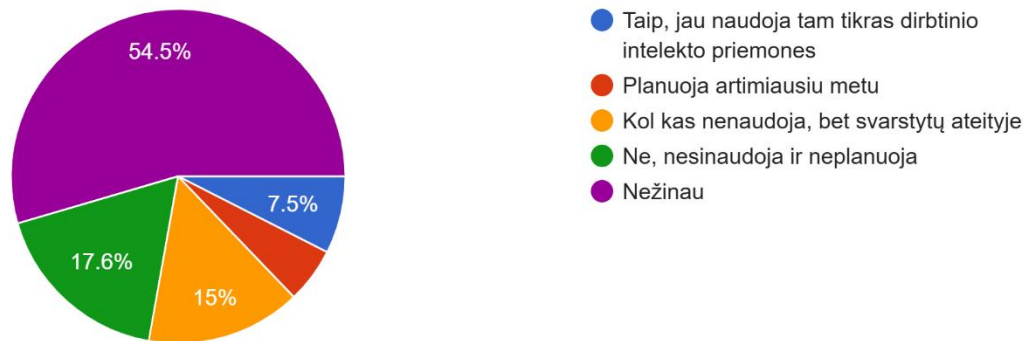 54.5%
7.5%
15%
17.6%
Taip, jau naudoja tam tikras dirbtinio
intelekto priemones
Planuoja artimiausiu metu
Kol kas nenaudoja, bet svarstytų ateityje
Ne, nesinaudoja ir neplanuoja
Nežinau